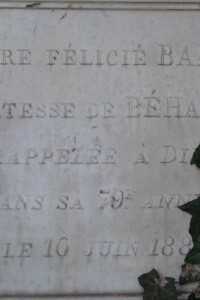 RE FÉLICIÉ BA
TESSE DE BÉHA
RAPPELÉE À DI
ANS SA 79E ANN
LE 10 JUIN 188